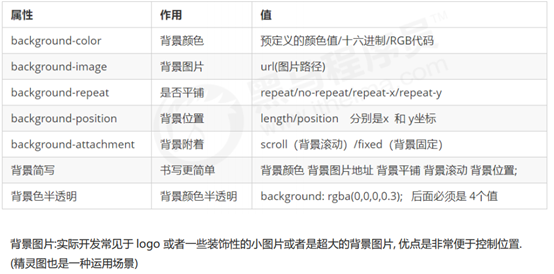 属性 作用 值
background-color 背景颜色 预定义的颜色值/十六进制/RGB代码
background-image 背景图片 url(图片路径)
background-repeat 是否平铺 repeat/no-repeat/repeat-x/repeat-y
background-position 背景位置 length/position 分别是x 和 y坐标
background-attachment 背景附着 scroll（背景滚动）/fixed（背景固定）
背景简写 书写更简单 背景颜色 背景图片地址 背景平铺 背景滚动 背景位置;
背景色半透明 背景颜色半透明 background: rgba(0,0,0,0.3); 后面必须是 4个值
背景图片:实际开发常见于 logo 或者一些装饰性的小图片或者是超大的背景图片, 优点是非常便于控制位置.
(精灵图也是一种运用场景)